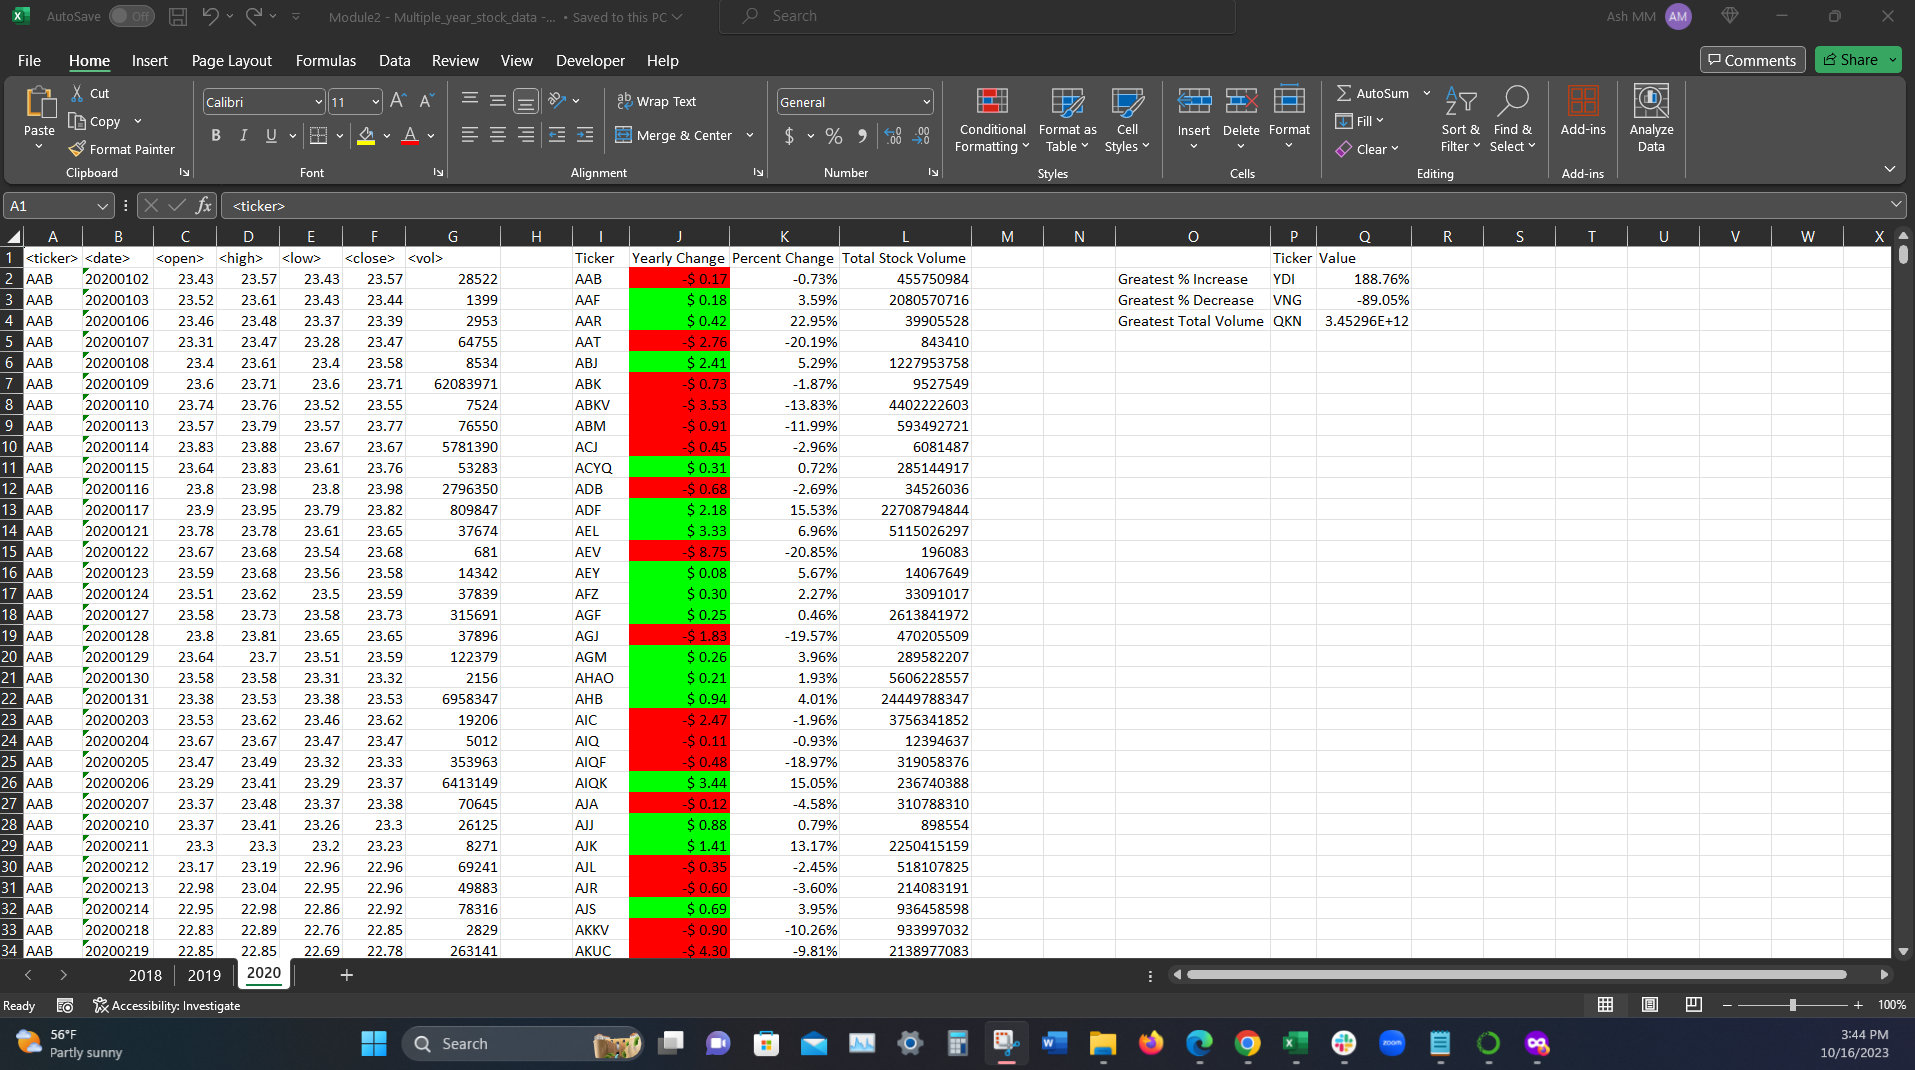 AutoSave Off Module2 - Multiple_year_stock_data -... • Saved to this PC Search Ash MM AM
File Home Insert Page Layout Formulas Data Review View Developer Help Comments Share
Paste Cut Copy Format Painter Clipboard
Calibri 11 B I U A Font
Wrap Text Merge & Center Alignment
General $ % Number
Conditional Formatting Format as Table Cell Styles Styles
Insert Delete Format Cells
AutoSum Fill Clear Sort & Filter Find & Select Editing
Add-ins Add-ins
Analyze Data
A1 fx <ticker>
A B C D E F G H I J K L M N O P Q R S T U V W X
1 <ticker> <date> <open> <high> <low> <close> <vol> Ticker Yearly Change Percent Change Total Stock Volume Ticker Value
2 AAB 20200102 23.43 23.57 23.43 23.57 28522 AAB -$ 0.17 -0.73% 455750984 Greatest % Increase YDI 188.76%
3 AAB 20200103 23.52 23.61 23.43 23.44 1399 AAF $ 0.18 3.59% 2080570716 Greatest % Decrease VNG -89.05%
4 AAB 20200106 23.46 23.48 23.37 23.39 2953 AAR $ 0.42 22.95% 39905528 Greatest Total Volume QKN 3.45296E+12
5 AAB 20200107 23.31 23.47 23.28 23.47 64755 AAT -$ 2.76 -20.19% 843410
6 AAB 20200108 23.4 23.61 23.4 23.58 8534 ABJ $ 2.41 5.29% 1227953758
7 AAB 20200109 23.6 23.71 23.6 23.71 62083971 ABK -$ 0.73 -1.87% 9527549
8 AAB 20200110 23.74 23.76 23.52 23.55 7524 ABKV -$ 3.53 -13.83% 4402222603
9 AAB 20200113 23.57 23.79 23.57 23.77 76550 ABM -$ 0.91 -11.99% 593492721
10 AAB 20200114 23.83 23.88 23.67 23.67 5781390 ACJ -$ 0.45 -2.96% 6081487
11 AAB 20200115 23.64 23.83 23.61 23.76 53283 ACYQ $ 0.31 0.72% 285144917
12 AAB 20200116 23.8 23.98 23.8 23.98 2796350 ADB -$ 0.68 -2.69% 34526036
13 AAB 20200117 23.9 23.95 23.79 23.82 809847 ADF $ 2.18 15.53% 22708794844
14 AAB 20200121 23.78 23.78 23.61 23.65 37674 AEL $ 3.33 6.96% 5115026297
15 AAB 20200122 23.67 23.68 23.54 23.68 681 AEV -$ 8.75 -20.85% 196083
16 AAB 20200123 23.59 23.68 23.56 23.58 14342 AEY $ 0.08 5.67% 14067649
17 AAB 20200124 23.51 23.62 23.5 23.59 37839 AFZ $ 0.30 2.27% 33091017
18 AAB 20200127 23.58 23.73 23.58 23.73 315691 AGF $ 0.25 0.46% 2613841972
19 AAB 20200128 23.8 23.81 23.65 23.65 37896 AGJ -$ 1.83 -19.57% 470205509
20 AAB 20200129 23.64 23.7 23.51 23.59 122379 AGM $ 0.26 3.96% 289582207
21 AAB 20200130 23.58 23.58 23.31 23.32 2156 AHAO $ 0.21 1.93% 5606228557
22 AAB 20200131 23.38 23.53 23.38 23.53 6958347 AHB $ 0.94 4.01% 24449788347
23 AAB 20200203 23.53 23.62 23.46 23.62 19206 AIC -$ 2.47 -1.96% 3756341852
24 AAB 20200204 23.67 23.67 23.47 23.47 5012 AIQ -$ 0.11 -0.93% 12394637
25 AAB 20200205 23.47 23.49 23.32 23.33 353963 AIQF -$ 0.48 -18.97% 319058376
26 AAB 20200206 23.29 23.41 23.29 23.37 6413149 AIQK $ 3.44 15.05% 236740388
27 AAB 20200207 23.37 23.48 23.37 23.38 70645 AJA -$ 0.12 -4.58% 310788310
28 AAB 20200210 23.37 23.41 23.26 23.3 26125 AJJ $ 0.88 0.79% 898554
29 AAB 20200211 23.3 23.3 23.2 23.23 8271 AJK $ 1.41 13.17% 2250415159
30 AAB 20200212 23.17 23.19 22.96 22.96 69241 AJL -$ 0.35 -2.45% 518107825
31 AAB 20200213 22.98 23.04 22.95 22.96 49883 AJR -$ 0.60 -3.60% 214083191
32 AAB 20200214 22.95 22.98 22.86 22.92 78316 AJS $ 0.69 3.95% 936458598
33 AAB 20200218 22.83 22.89 22.76 22.85 2829 AKKV -$ 0.90 -10.26% 933997032
34 AAB 20200219 22.85 22.85 22.69 22.78 263141 AKUC -$ 4.30 -9.81% 2138977083
2018 2019 2020
Ready Accessibility: Investigate 100%
56°F
Partly sunny
Search
zoom
3:44 PM
10/16/2023